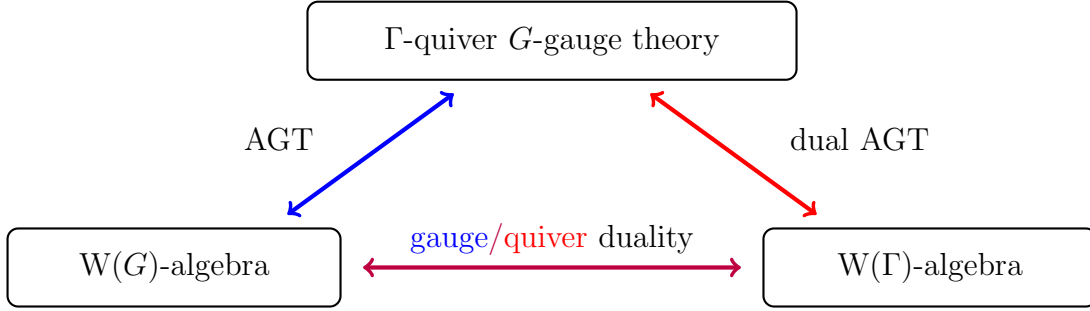 Γ-quiver G-gauge theory
AGT
dual AGT
gauge/quiver duality
W(G)-algebra
W(Γ)-algebra